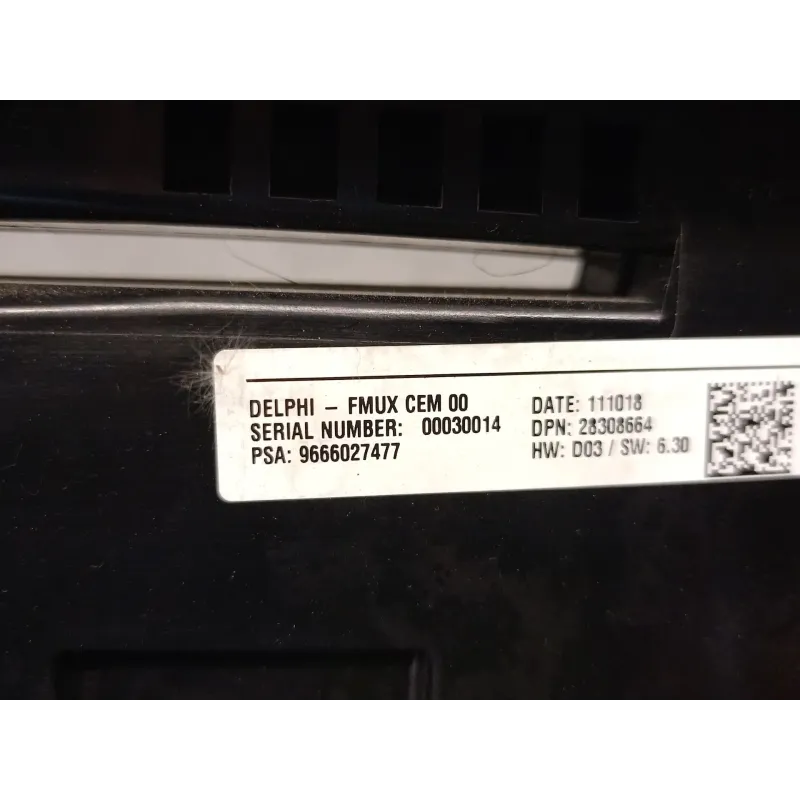 DELPHI – FMUX CEM 00
SERIAL NUMBER: 00030014
PSA: 9666027477
DATE: 111018
DPN: 28308664
HW: D03 / SW: 6.30